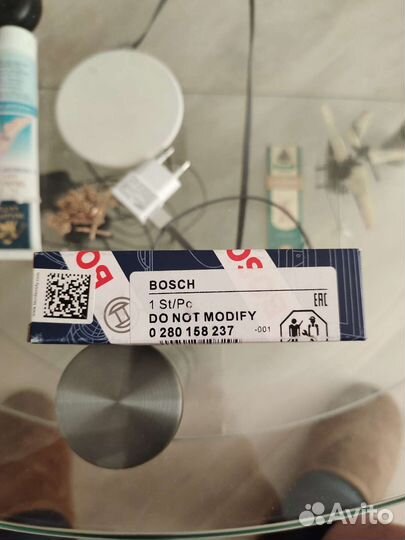 BOSCH
1 St/Pc
DO NOT MODIFY
0 280 158 237
-001
EAC
Avito